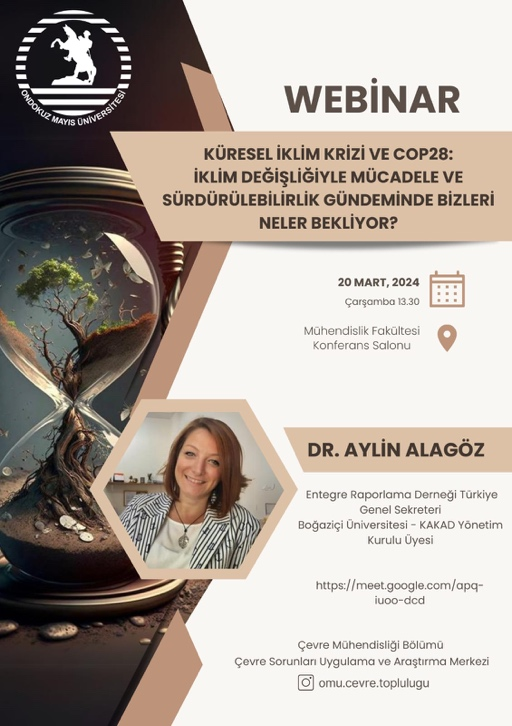 ONDOKUZ MAYIS ÜNİVERSİTESİ
WEBİNAR
KÜRESEL İKLİM KRİZİ VE COP28:
İKLİM DEĞİŞLİĞİYLE MÜCADELE VE
SÜRDÜRÜLEBİLİRLİK GÜNDEMİNDE BİZLERİ
NELER BEKLİYOR?
20 MART, 2024
Çarşamba 13.30
Mühendislik Fakültesi
Konferans Salonu
DR. AYLİN ALAGÖZ
Entegre Raporlama Derneği Türkiye
Genel Sekreteri
Boğaziçi Üniversitesi - KAKAD Yönetim
Kurulu Üyesi
https://meet.google.com/apq-
iuoo-dcd
Çevre Mühendisliği Bölümü
Çevre Sorunları Uygulama ve Araştırma Merkezi
omu.cevre.toplulugu